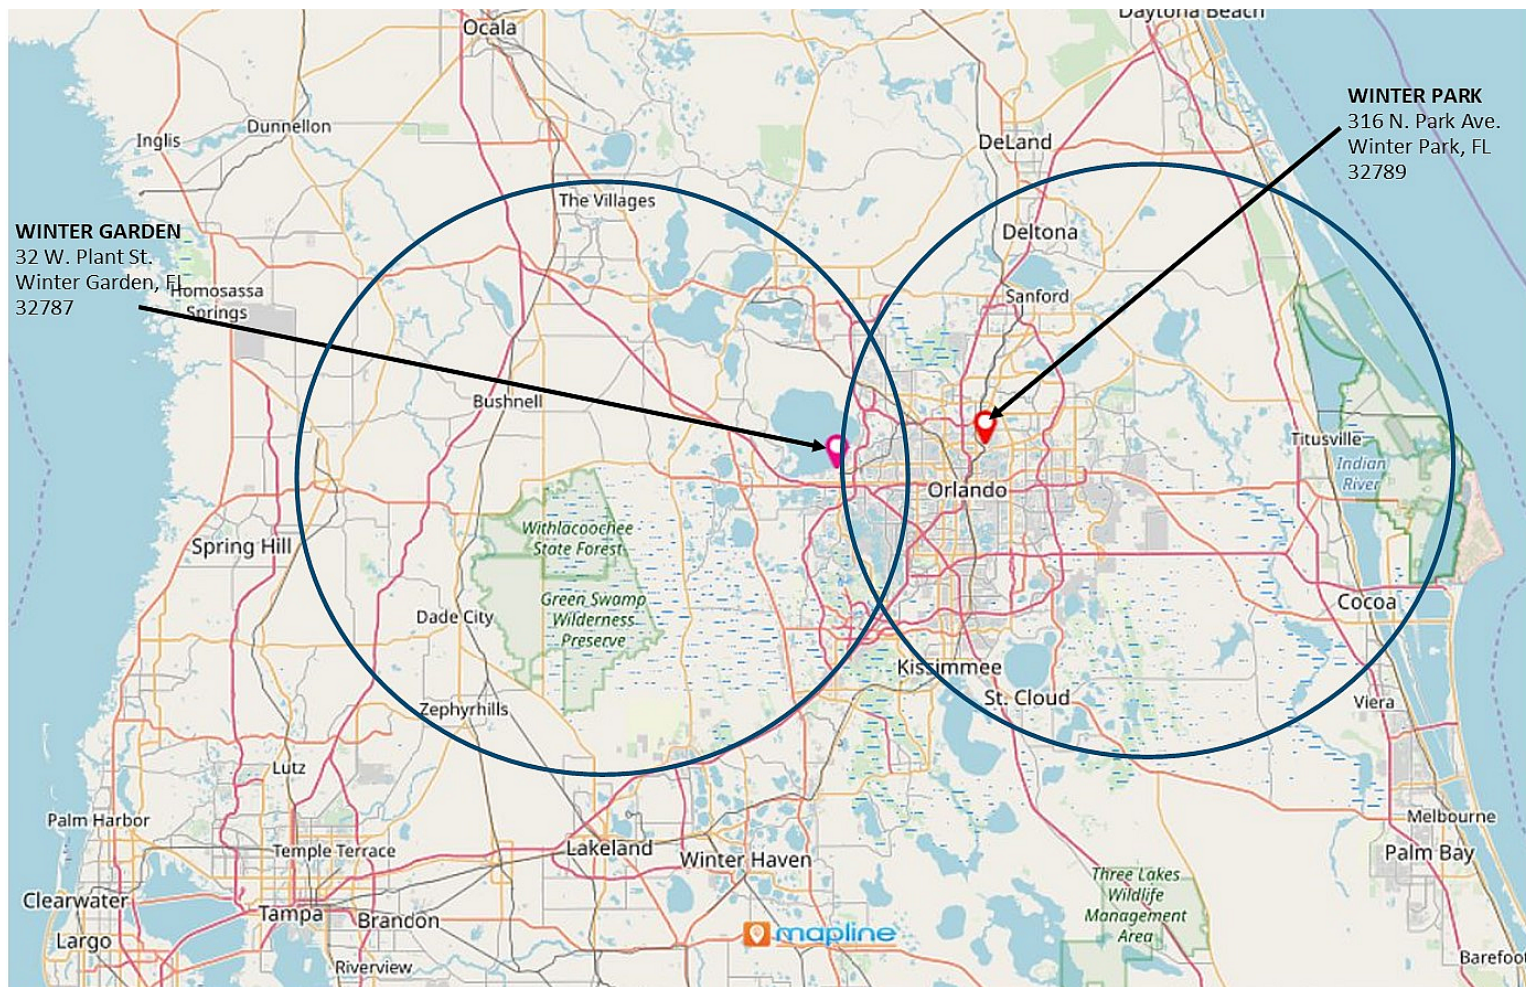 Daytona Beach
Ocala
WINTER PARK
316 N. Park Ave.
Winter Park, FL
32789
Dunnellon
Inglis
DeLand
The Villages
WINTER GARDEN
32 W. Plant St.
Winter Garden, FL
32787
Deltona
Homosassa
Springs
Sanford
Bushnell
Titusville
Indian
River
Orlando
Withlacoochee
State Forest
Spring Hill
Green Swamp
Wilderness
Preserve
Dade City
Cocoa
Kissimmee
St. Cloud
Viera
Zephyrhills
Lutz
Palm Harbor
Melbourne
Temple Terrace
Lakeland
Winter Haven
Palm Bay
Three Lakes
Wildlife
Management
Area
Clearwater
Tampa
Brandon
mapline
Largo
Riverview
Barefoot